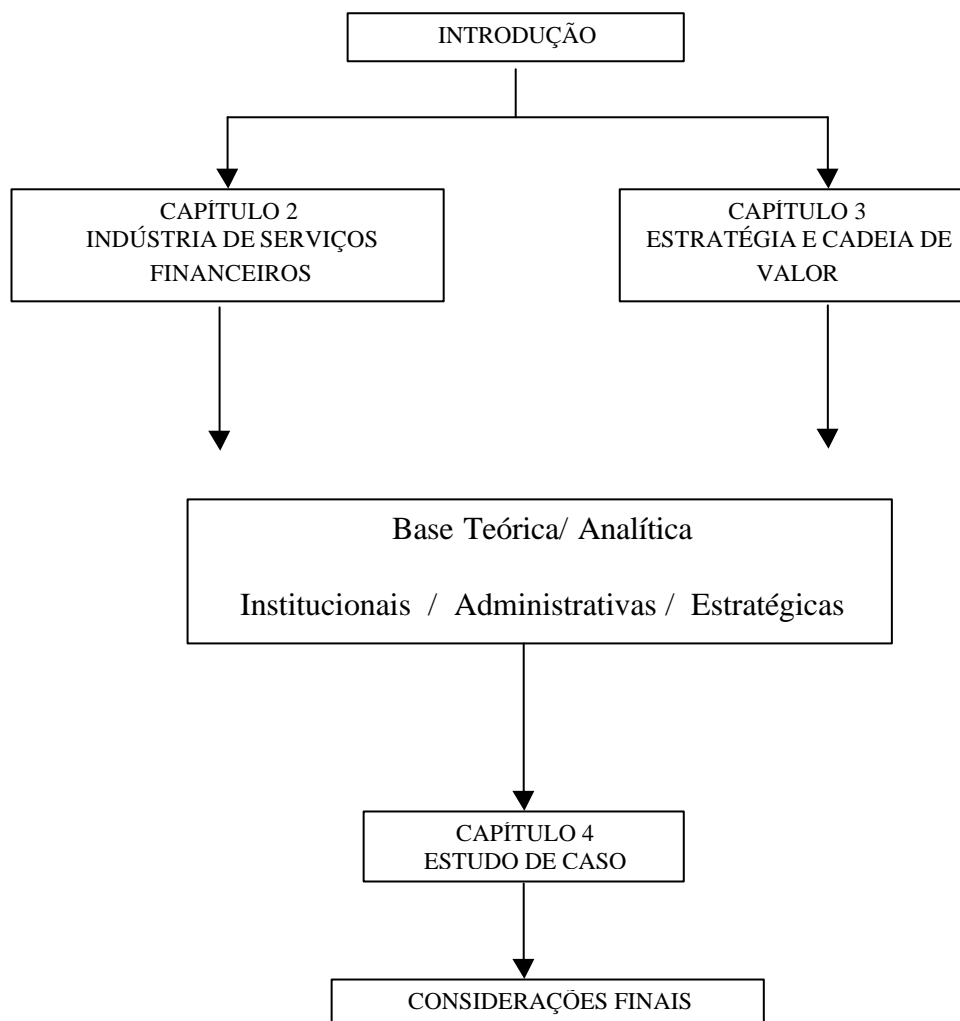 INTRODUÇÃO
CAPÍTULO 2
INDÚSTRIA DE SERVIÇOS
FINANCEIROS
CAPÍTULO 3
ESTRATÉGIA E CADEIA DE
VALOR
Base Teórica/ Analítica
Institucionais / Administrativas / Estratégicas
CAPÍTULO 4
ESTUDO DE CASO
CONSIDERAÇÕES FINAIS